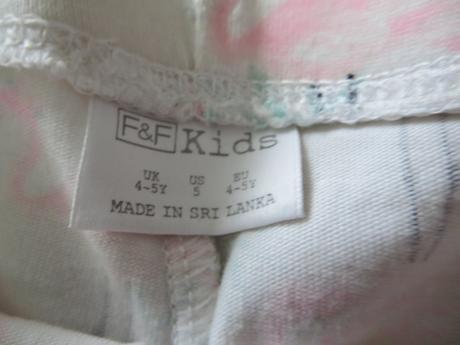 F&F Kids
UK US EU
4-5Y 5 4-5Y
MADE IN SRI LANKA